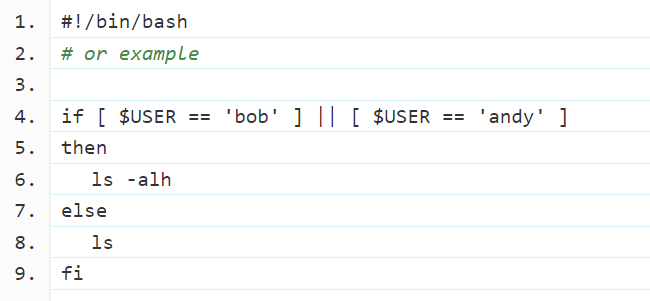 1. #!/bin/bash
2. # or example
3.
4. if [ $USER == 'bob' ] || [ $USER == 'andy' ]
5. then
6. ls -alh
7. else
8. ls
9. fi